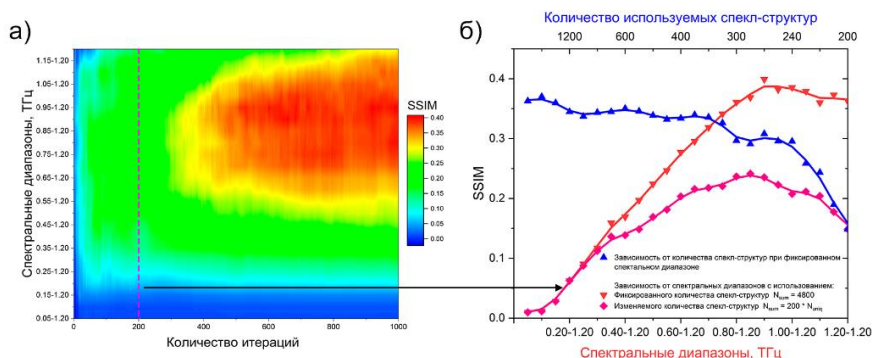 а)
Спектральные диапазоны, ТГц
1.15-1.20
1.05-1.20
0.95-1.20
0.85-1.20
0.75-1.20
0.65-1.20
0.55-1.20
0.45-1.20
0.35-1.20
0.25-1.20
0.15-1.20
0.05-1.20
0 200 400 600 800 1000
Количество итераций
SSIM
0.40
0.35
0.30
0.25
0.20
0.15
0.10
0.05
0.00
б)
Количество используемых спекл-структур
1200 800 600 400 300 240 200
SSIM
0.4
0.3
0.2
0.1
0.0
Зависимость от количества спекл-структур при фиксированном
спектальном диапазоне
Зависимость от спектральных диапазонов с использованием:
Фиксированного количества спекл-структур N = 4800
Изменяемого количества спекл-структур N = 200 * N
0.20-1.20 0.40-1.20 0.60-1.20 0.80-1.20 1.00-1.20 1.20-1.20
Спектральные диапазоны, ТГц